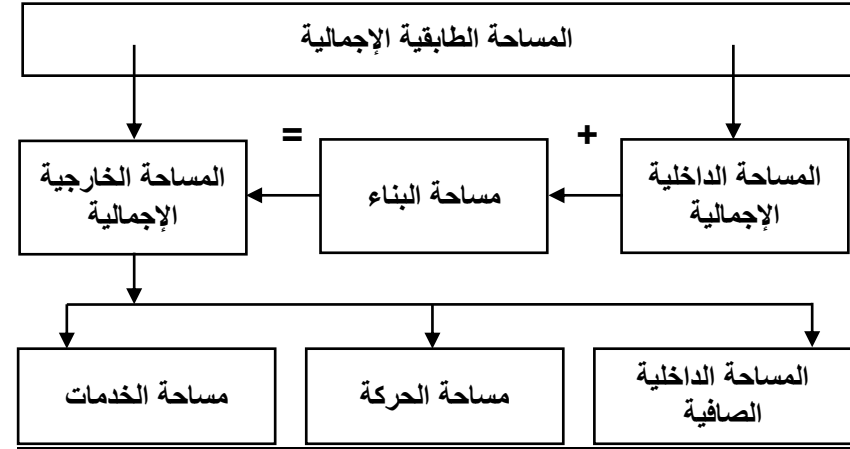 المساحة الطابقية الإجمالية
المساحة الداخلية
الإجمالية
+
مساحة البناء
=
المساحة الخارجية
الإجمالية
المساحة الداخلية
الصافية
مساحة الحركة
مساحة الخدمات